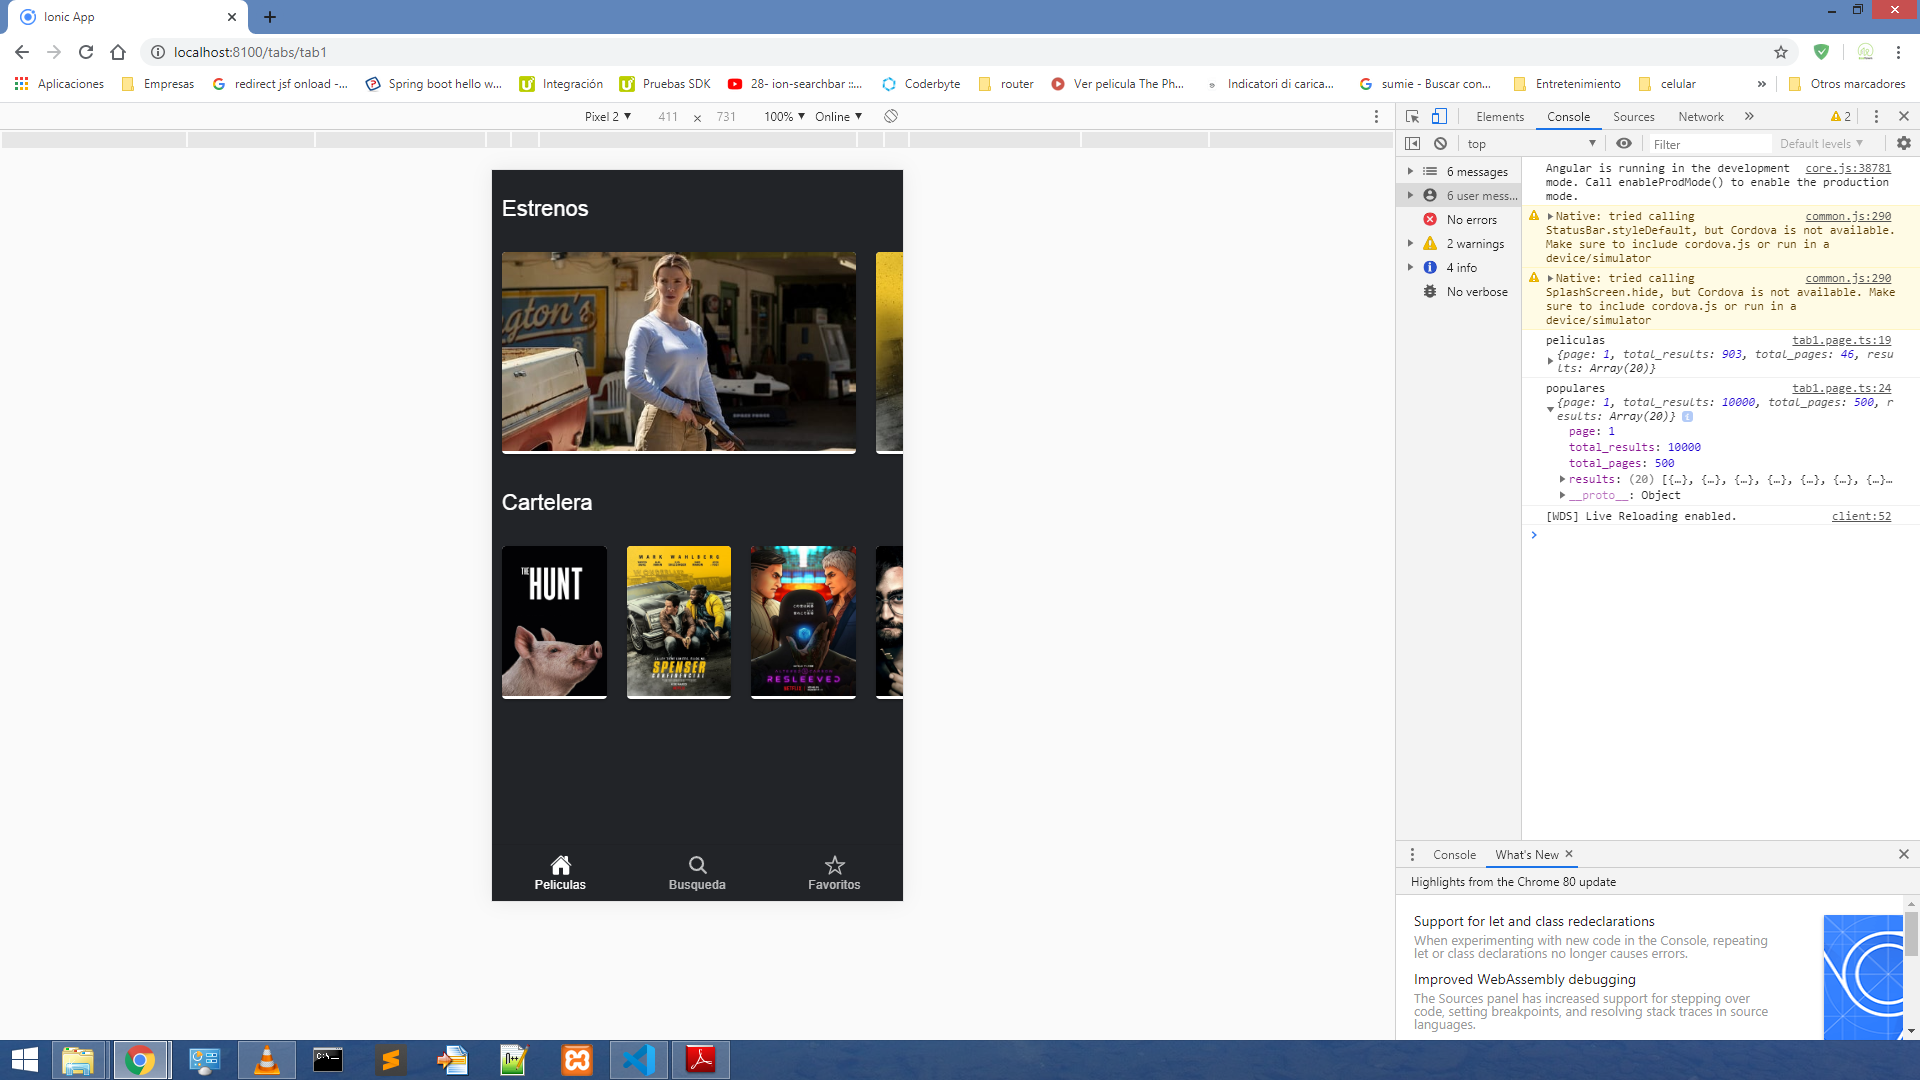 Ionic App
localhost:8100/tabs/tab1
Aplicaciones
Empresas
redirect jsf onload -...
Spring boot hello w...
Integración
Pruebas SDK
28- ion-searchbar ::...
Coderbyte
router
Ver pelicula The Ph...
Indicatori di carica...
sumie - Buscar con...
Entretenimiento
celular
»
Otros marcadores
Pixel 2 ▼ 411 x 731 100% ▼ Online ▼
Elements Console Sources Network » 2
top Filter Default levels ▼
6 messages
6 user mess...
No errors
2 warnings
4 info
No verbose
Angular is running in the development core.js:38781
mode. Call enableProdMode() to enable the production
mode.
Native: tried calling common.js:290
StatusBar.styleDefault, but Cordova is not available.
Make sure to include cordova.js or run in a
device/simulator
Native: tried calling common.js:290
SplashScreen.hide, but Cordova is not available. Make
sure to include cordova.js or run in a
device/simulator
peliculas tab1.page.ts:19
{page: 1, total_results: 903, total_pages: 46, resu
lts: Array(20)}
populares tab1.page.ts:24
{page: 1, total_results: 10000, total_pages: 500, r
esults: Array(20)}
page: 1
total_results: 10000
total_pages: 500
results: (20) [{…}, {…}, {…}, {…}, {…}, {…}, {…}…
__proto__: Object
[WDS] Live Reloading enabled. client:52
Estrenos
gton's
Cartelera
THE HUNT
MARK WAHLBERG
SPENSER
CONFIDENTIAL
RESLEEVED
NETFLIX
Peliculas
Busqueda
Favoritos
Console What's New
Highlights from the Chrome 80 update
Support for let and class redeclarations
When experimenting with new code in the Console, repeating
let or class declarations no longer causes errors.
Improved WebAssembly debugging
The Sources panel has increased support for stepping over
code, setting breakpoints, and resolving stack traces in source
languages.